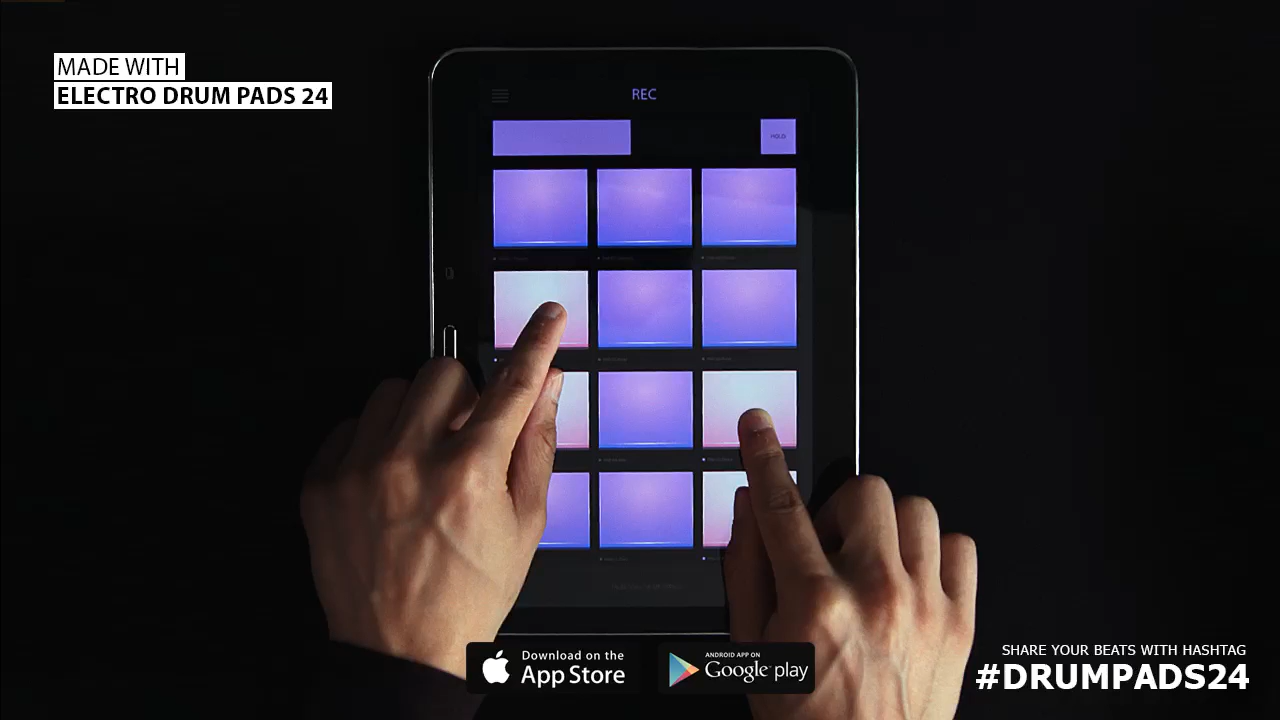 MADE WITH
ELECTRO DRUM PADS 24
REC
HOLD
Download on the
App Store
ANDROID APP ON
Google play
SHARE YOUR BEATS WITH HASHTAG
#DRUMPADS24